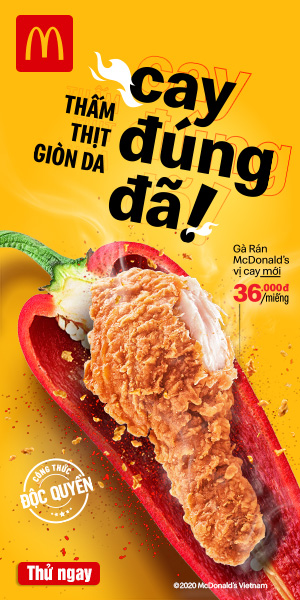 THẤM
THỊT
GIÒN DA
cay
đúng
đã!
Gà Rán
McDonald's
vị cay mới
36.000đ/miếng
CÔNG THỨC
ĐỘC QUYỀN
Thử ngay
©2020 McDonald's Vietnam